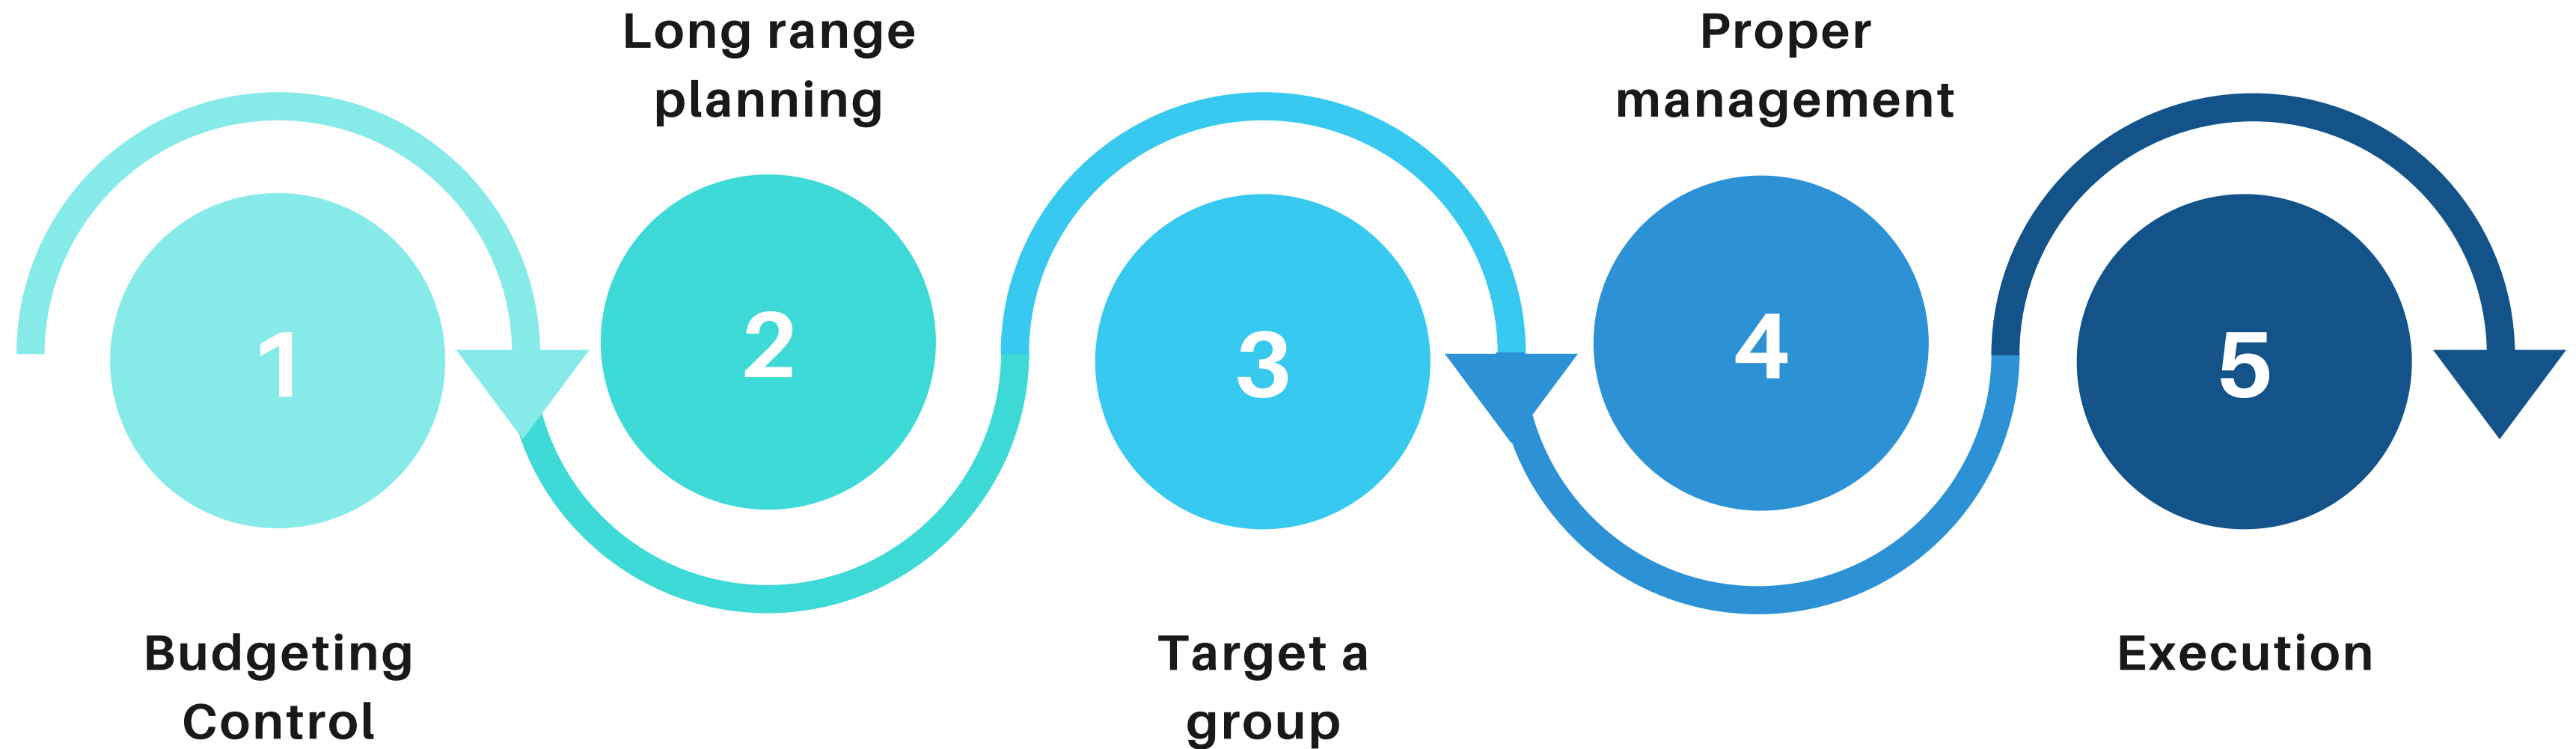 1
Budgeting
Control
Long range
planning
2
3
Target a
group
Proper
management
4
5
Execution